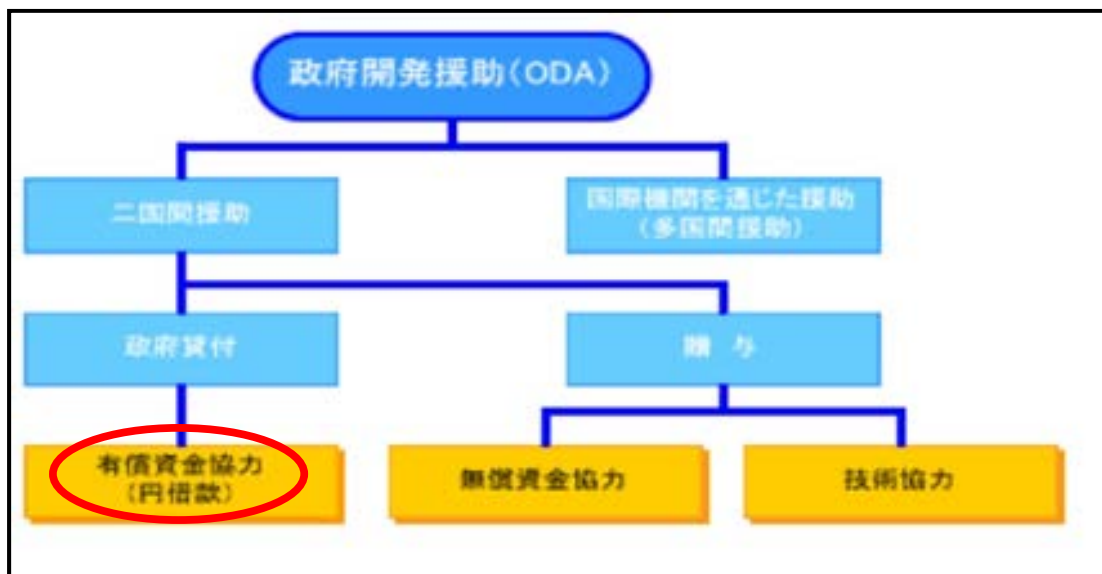 政府開発援助(ODA)
二国間援助
国際機関を通じた援助
(多国間援助)
政府貸付
贈 与
有償資金協力
(円借款)
無償資金協力
技術協力